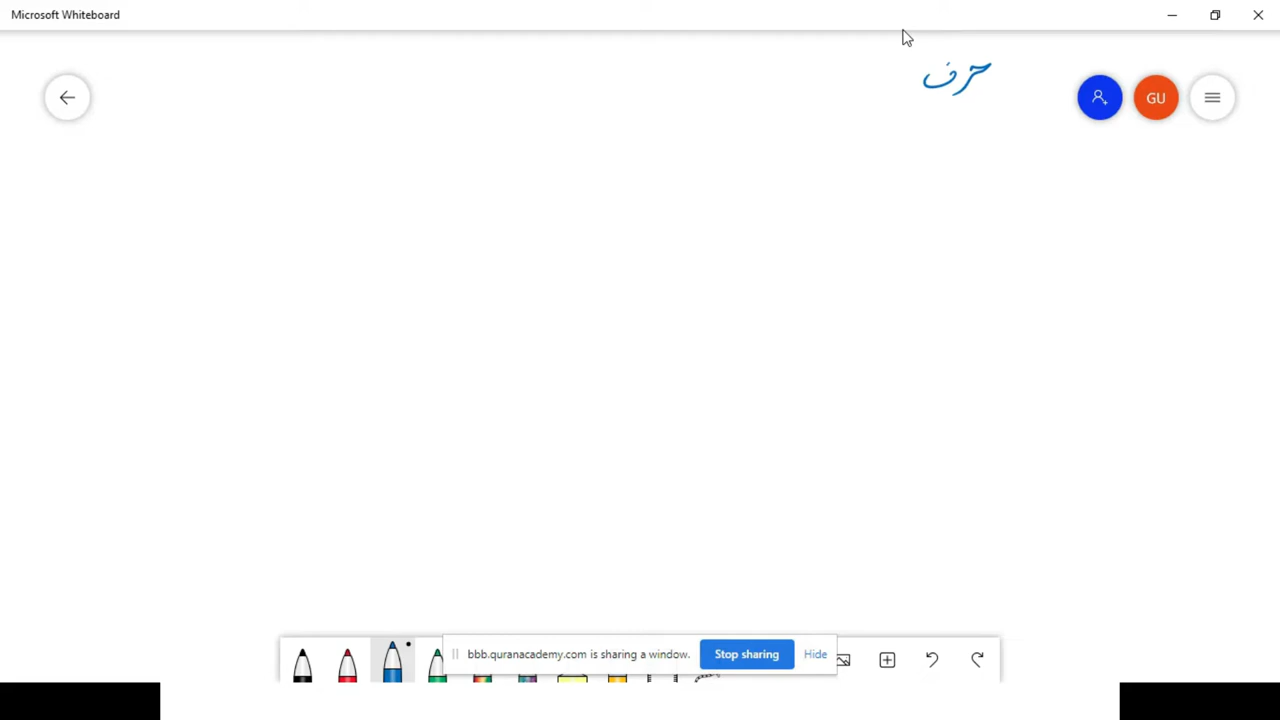 Microsoft Whiteboard
حرف
GU
bbb.quranacademy.com is sharing a window.
Stop sharing
Hide